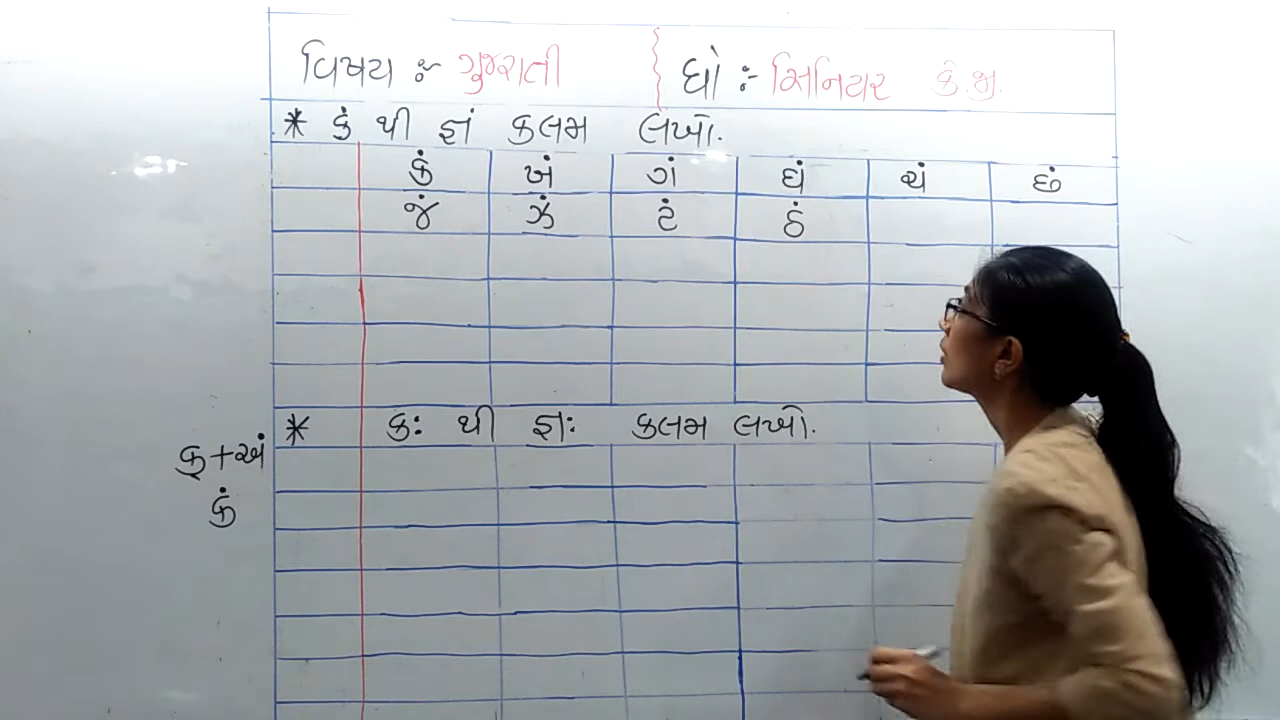 વિષય :- ગુજરાતી ધો :- સિનિયર કે.જી.
* કં થી જ્ઞં કલમ લખો.
કં ખં ગં ઘં ચં છં
જં ઝં ટં ઠં
* કઃ થી જ્ઞઃ કલમ લખો.
ક્+અં
કં